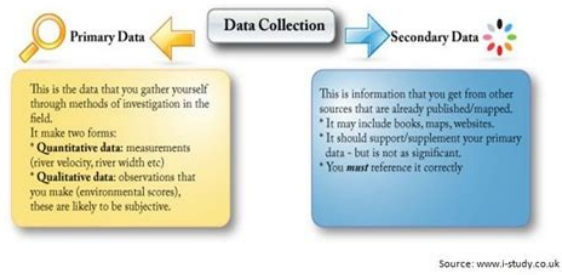 Data Collection
Primary Data
Secondary Data
This is the data that you gather yourself
through methods of investigation in the
field.
It make two forms:
* Quantitative data: measurements
(river velocity, river width etc)
* Qualitative data: observations that
you make (environmental scores),
these are likely to be subjective.
This is information that you get from other
sources that are already published/mapped.
* It may include books, maps, websites.
* It should support/supplement your primary
data - but is not as significant.
* You must reference it correctly
Source: www.i-study.co.uk